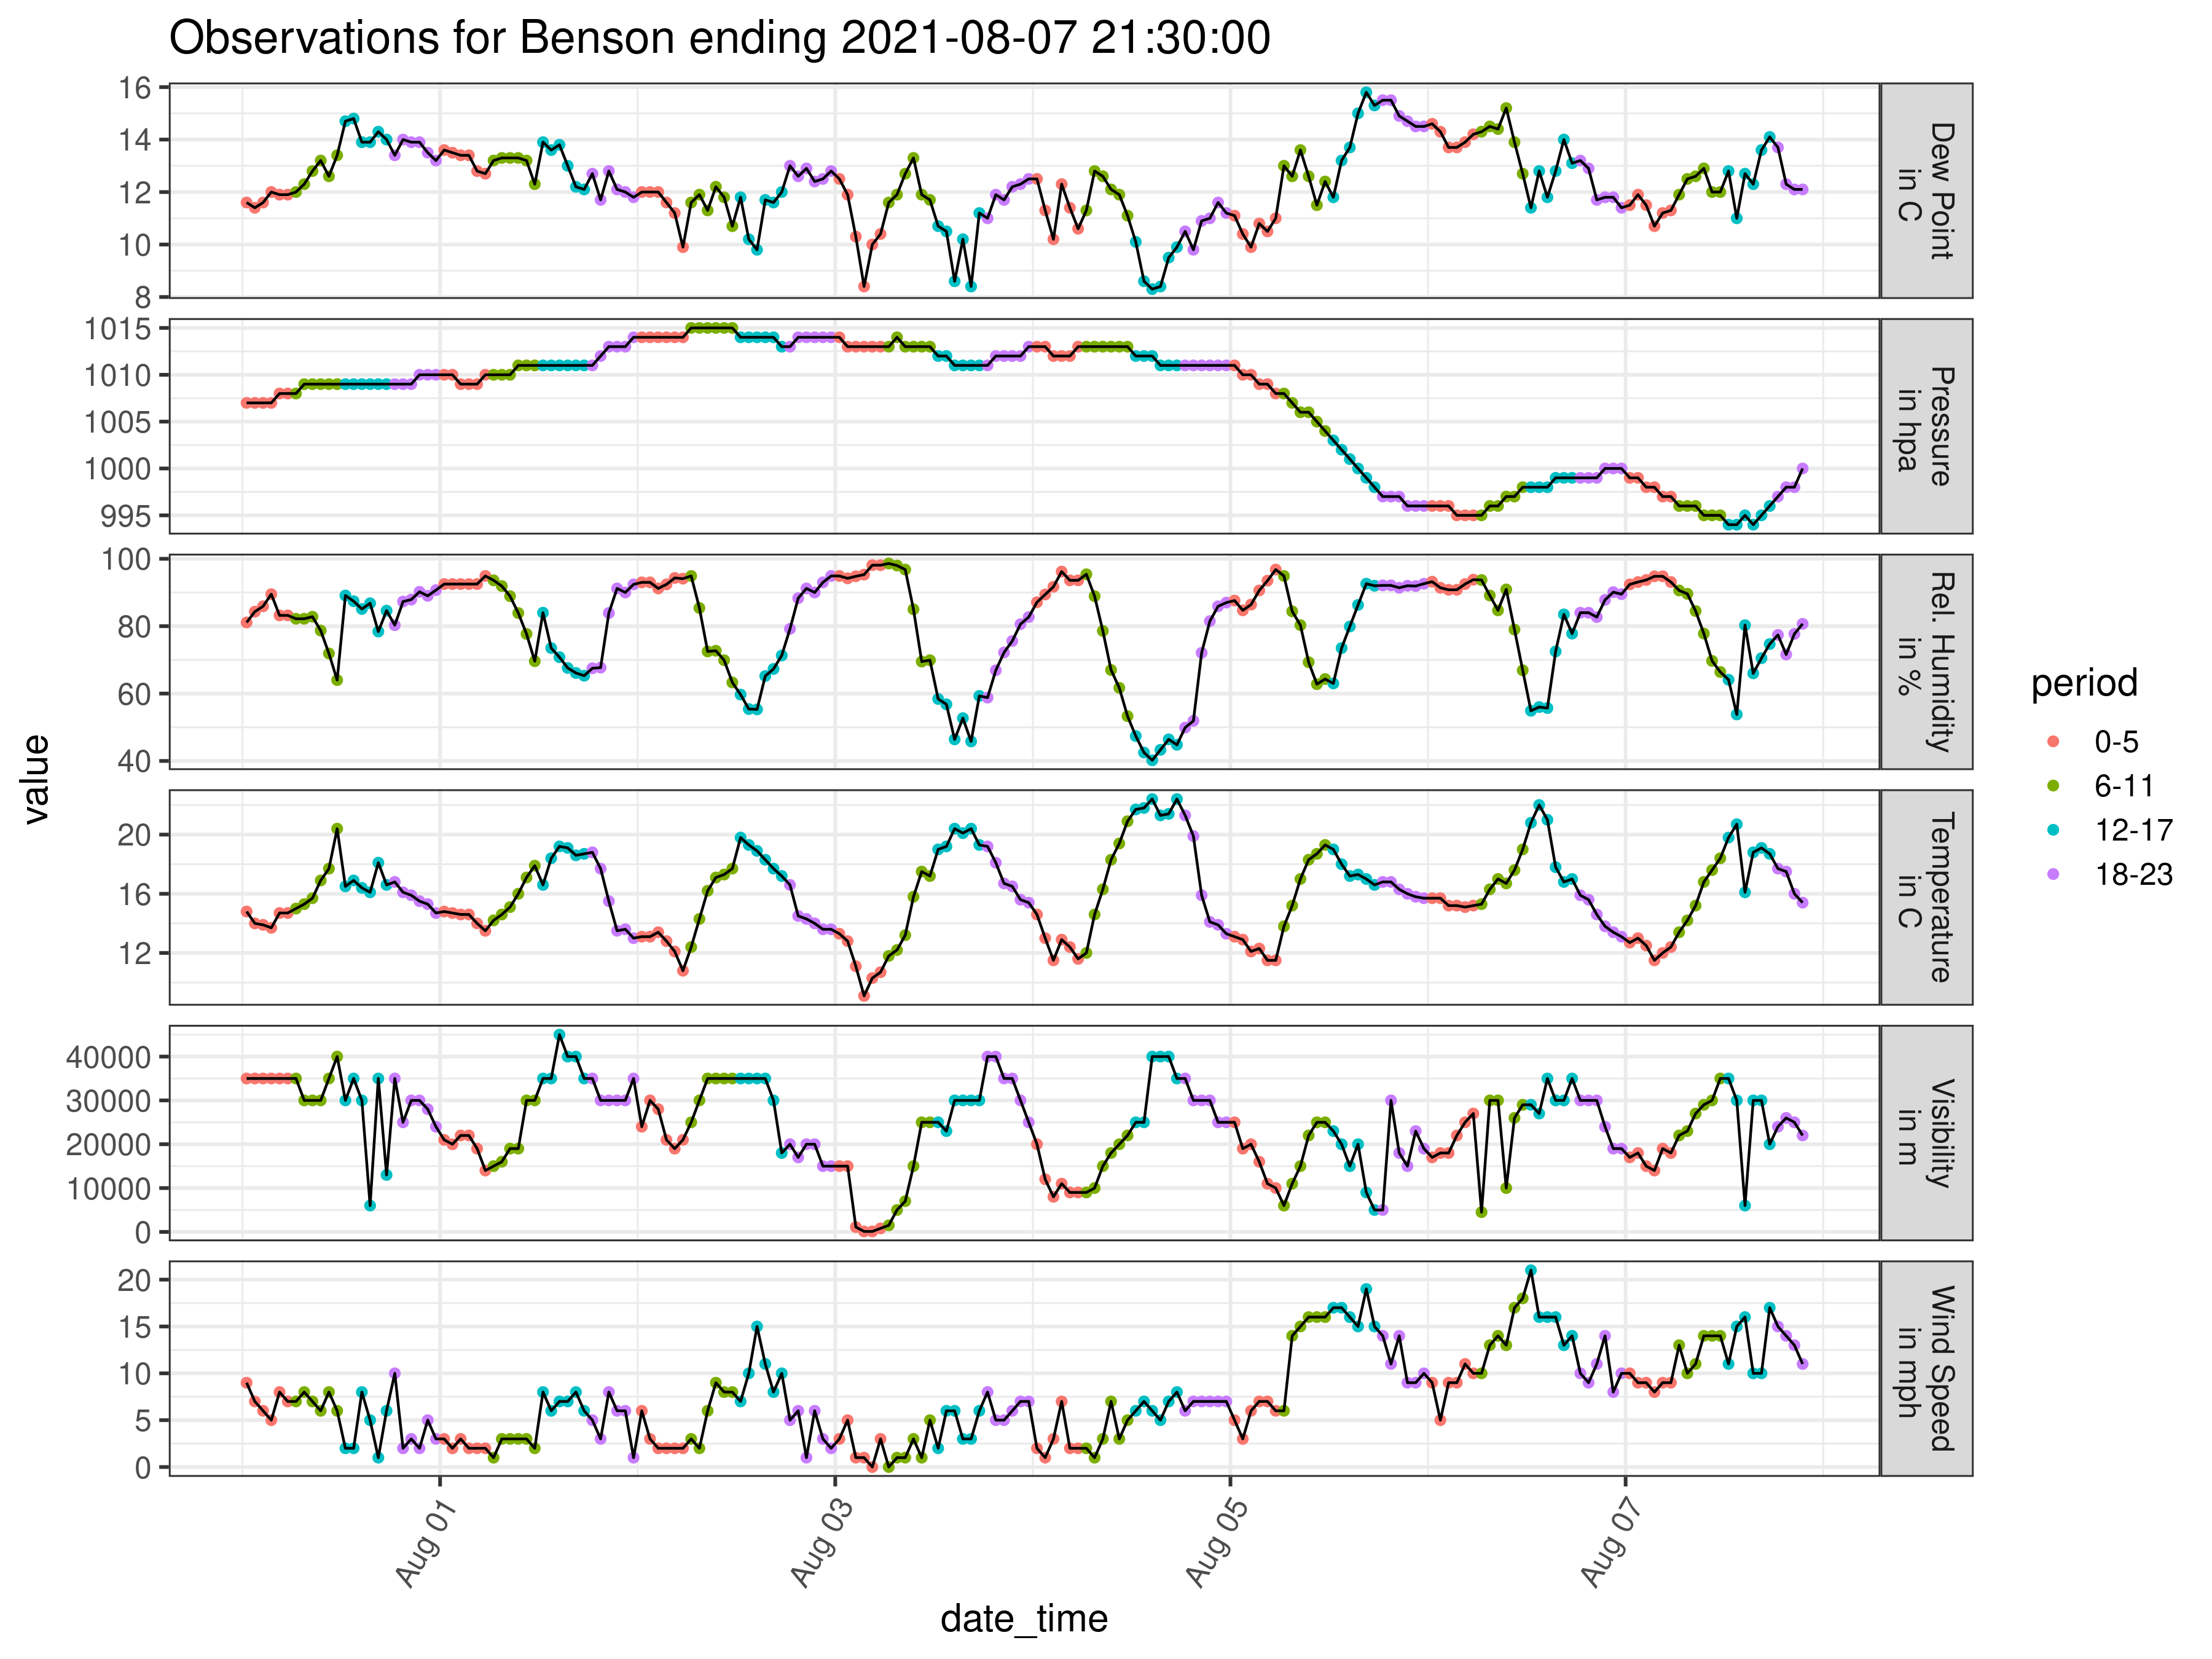 Observations for Benson ending 2021-08-07 21:30:00
value
16
14
12
10
8
Dew Point
in C
1015
1010
1005
1000
995
Pressure
in hpa
100
80
60
40
Rel. Humidity
in %
20
16
12
Temperature
in C
40000
30000
20000
10000
0
Visibility
in m
20
15
10
5
0
Wind Speed
in mph
Aug 01
Aug 03
Aug 05
Aug 07
date_time
period
0-5
6-11
12-17
18-23